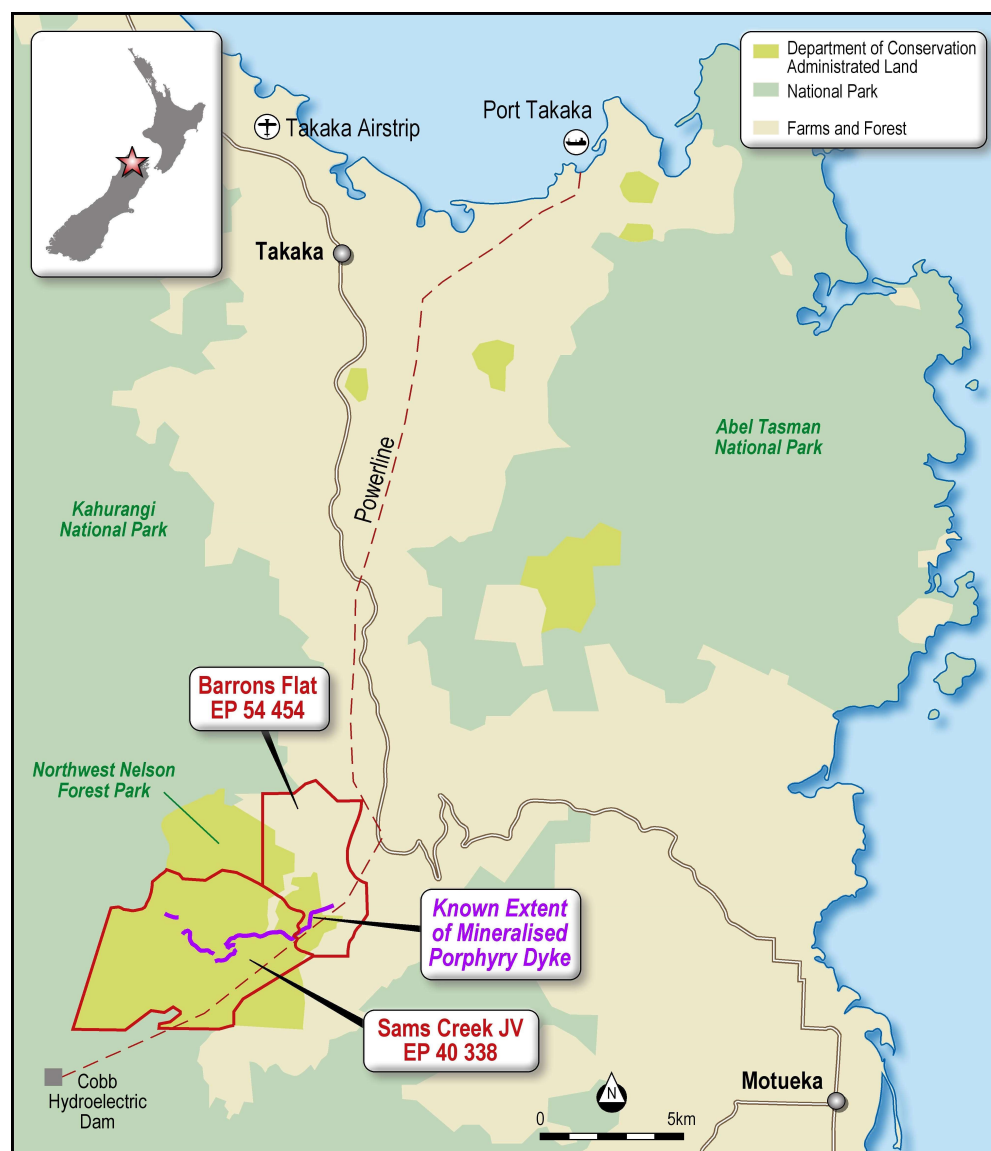 Department of Conservation
Administrated Land
National Park
Farms and Forest
Port Takaka
Takaka Airstrip
Takaka
Abel Tasman
National Park
Powerline
Kahurangi
National Park
Barrons Flat
EP 54 454
Northwest Nelson
Forest Park
Known Extent
of Mineralised
Porphyry Dyke
Sams Creek JV
EP 40 338
Cobb
Hydroelectric
Dam
N
0 5km
Motueka